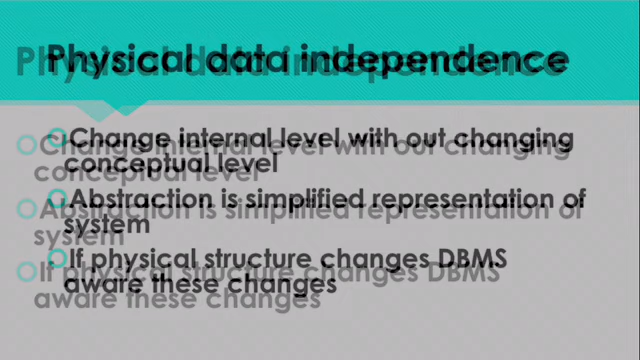 Physical data independence
Change internal level with out changing
conceptual level
Abstraction is simplified representation of
system
If physical structure changes DBMS
aware these changes